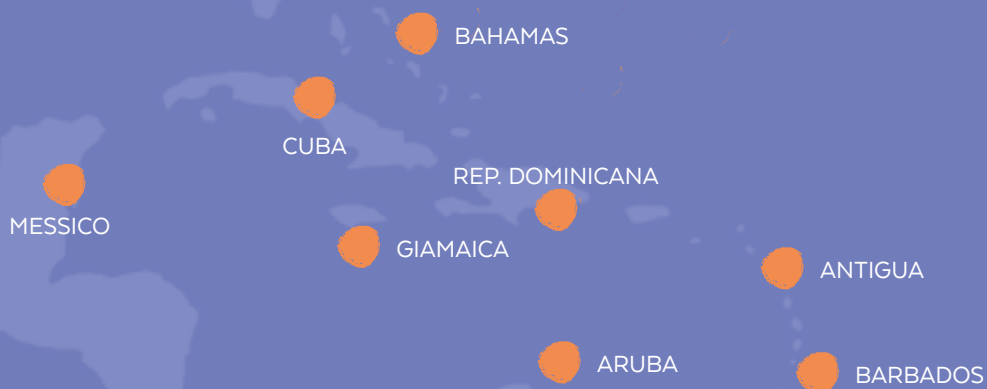 BAHAMAS
CUBA
REP. DOMINICANA
MESSICO
GIAMAICA
ANTIGUA
ARUBA
BARBADOS